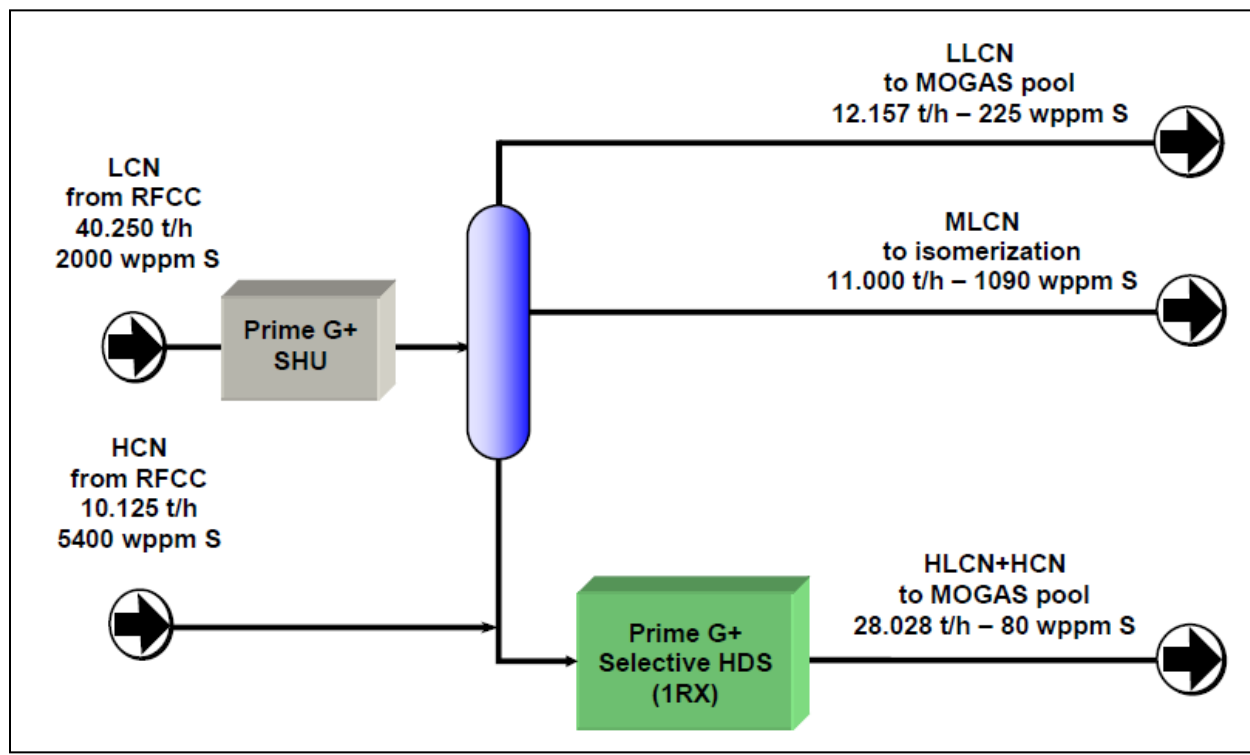 LLCN
to MOGAS pool
12.157 t/h – 225 wppm S
LCN
from RFCC
40.250 t/h
2000 wppm S
MLCN
to isomerization
11.000 t/h – 1090 wppm S
Prime G+
SHU
HCN
from RFCC
10.125 t/h
5400 wppm S
HLCN+HCN
to MOGAS pool
28.028 t/h – 80 wppm S
Prime G+
Selective HDS
(1RX)